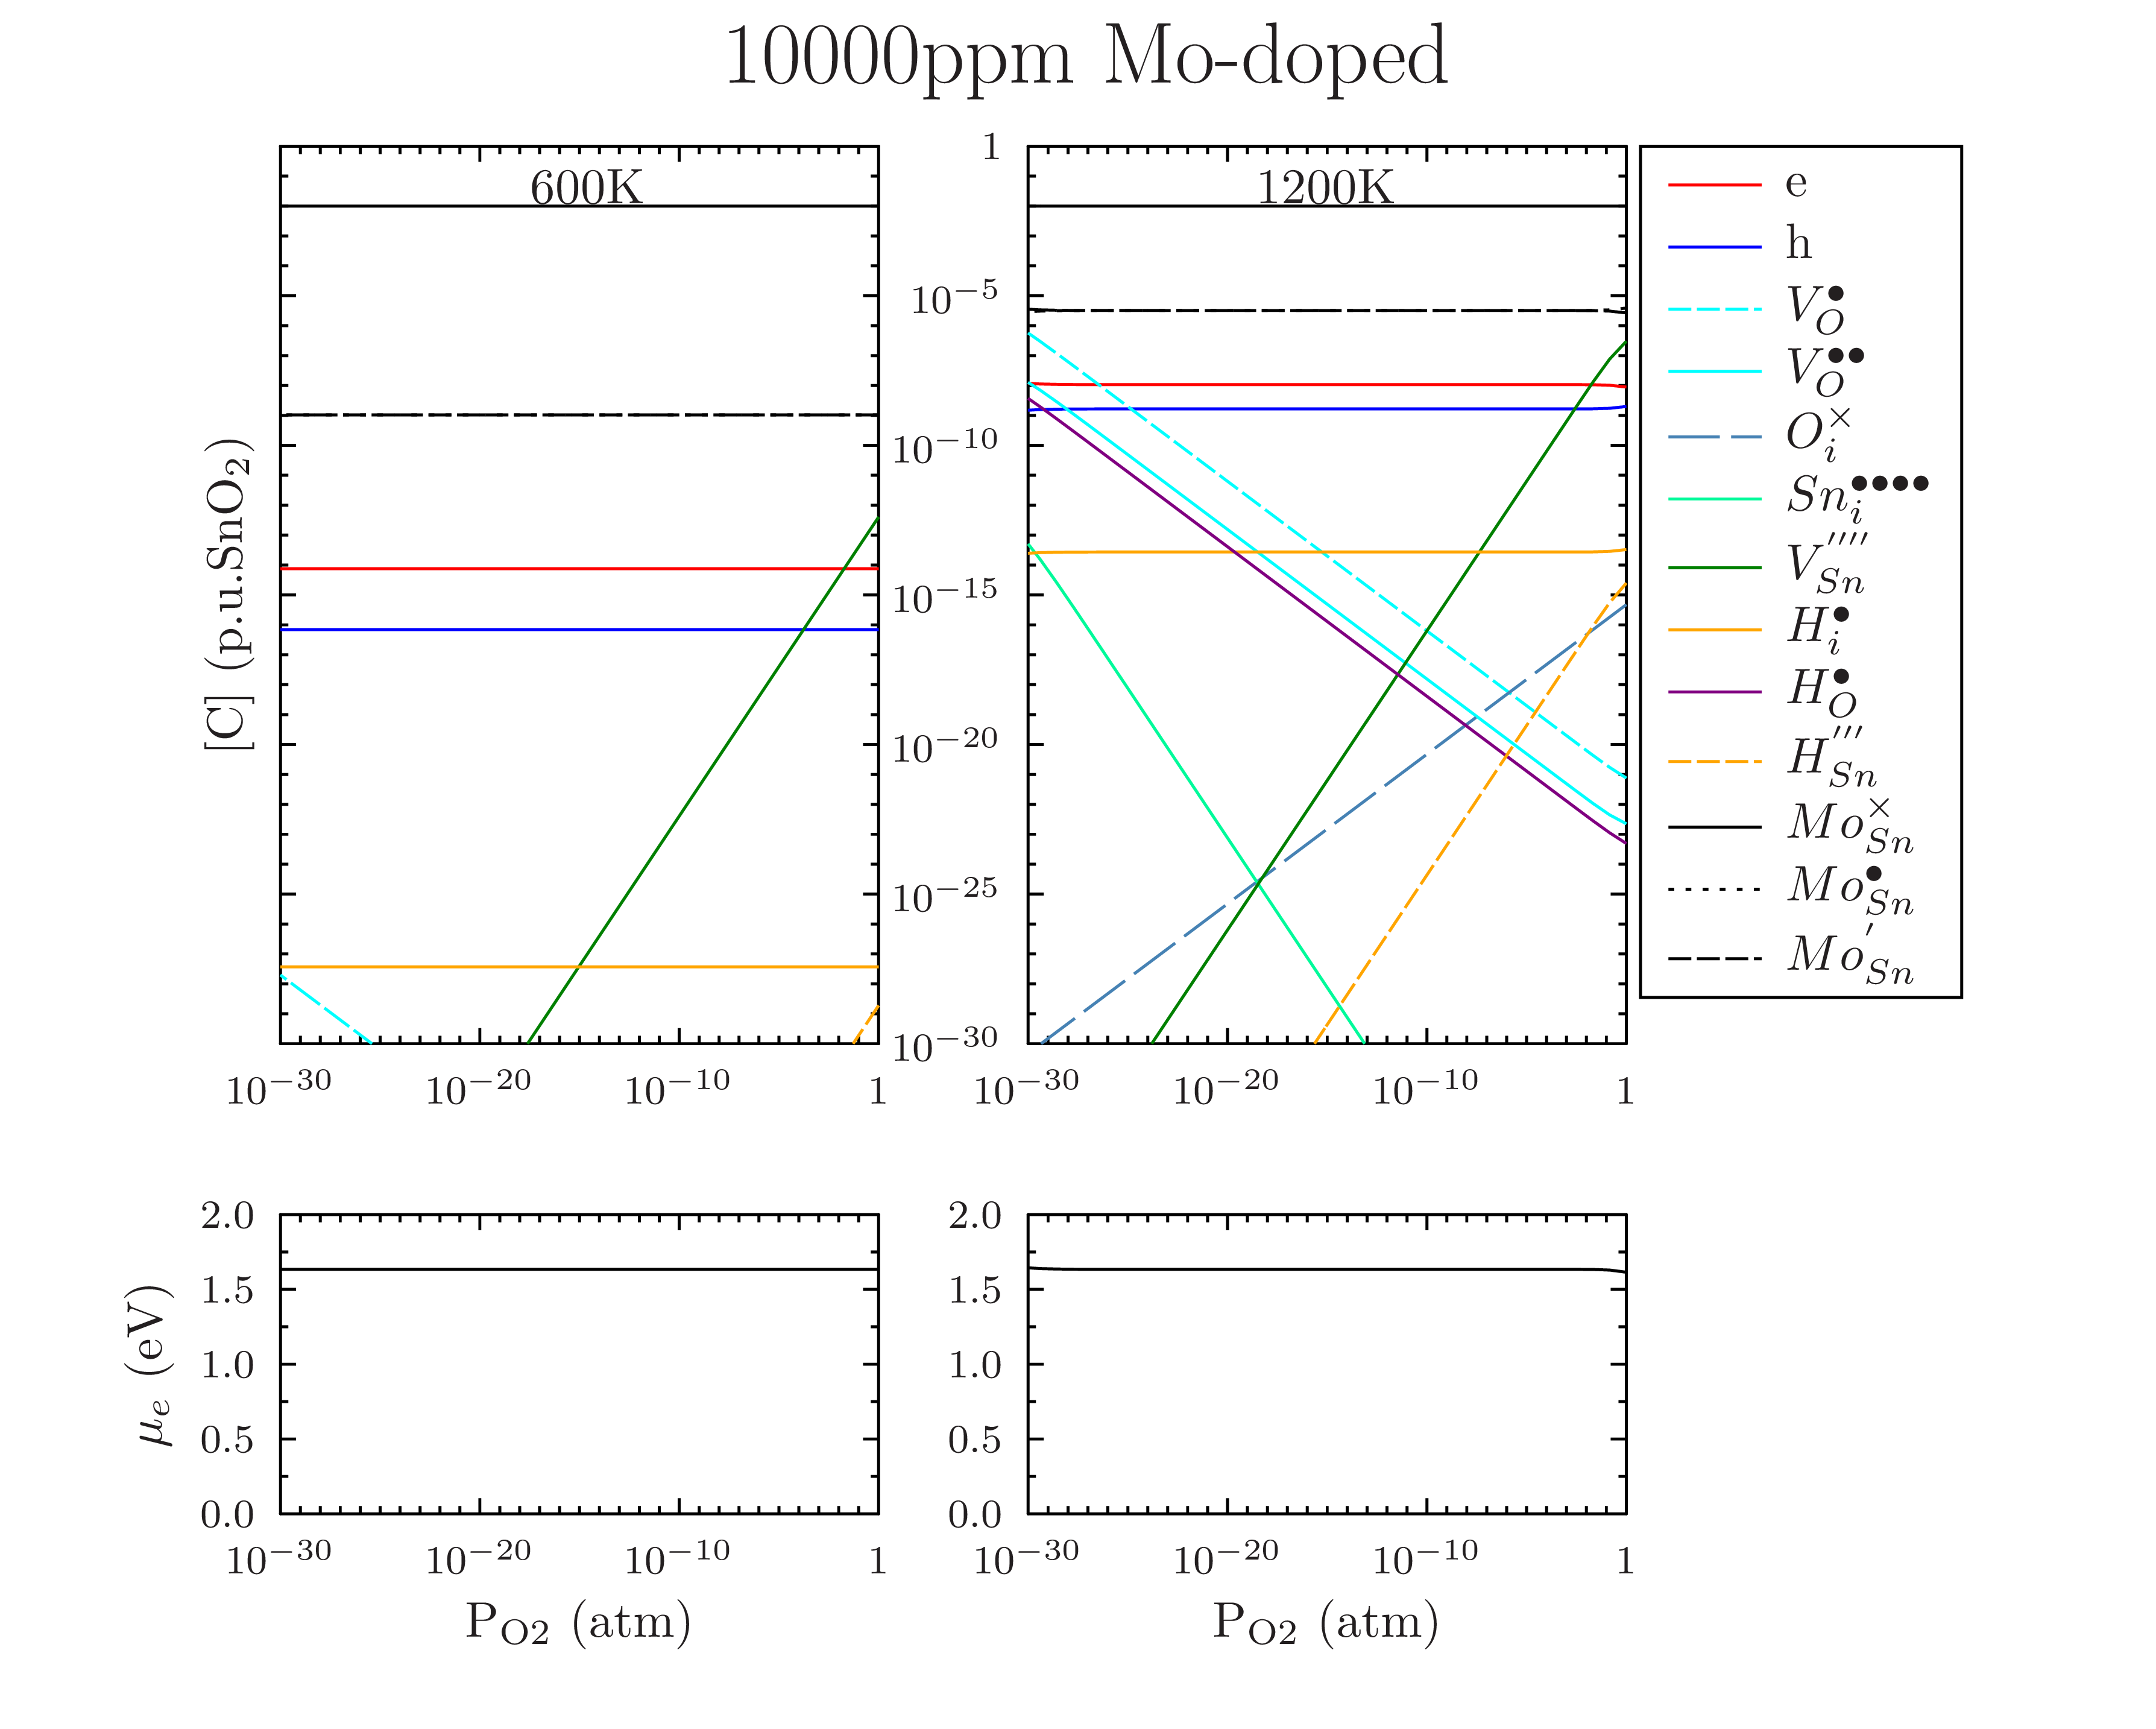 10000ppm Mo-doped
600K
1200K
[C] (p.u.SnO₂)
1
10⁻⁵
10⁻¹⁰
10⁻¹⁵
10⁻²⁰
10⁻²⁵
10⁻³⁰
10⁻³⁰ 10⁻²⁰ 10⁻¹⁰ 1
10⁻³⁰ 10⁻²⁰ 10⁻¹⁰ 1
e
h
V_O^•
V_O^••
O_i^×
Sn_i^••••
V_Sn^''''
H_i^•
H_O^•
H_Sn^'''
Mo_Sn^×
Mo_Sn^•
Mo_Sn^'
μₑ (eV)
2.0
1.5
1.0
0.5
0.0
10⁻³⁰ 10⁻²⁰ 10⁻¹⁰ 1
P_O2 (atm)
2.0
1.5
1.0
0.5
0.0
10⁻³⁰ 10⁻²⁰ 10⁻¹⁰ 1
P_O2 (atm)